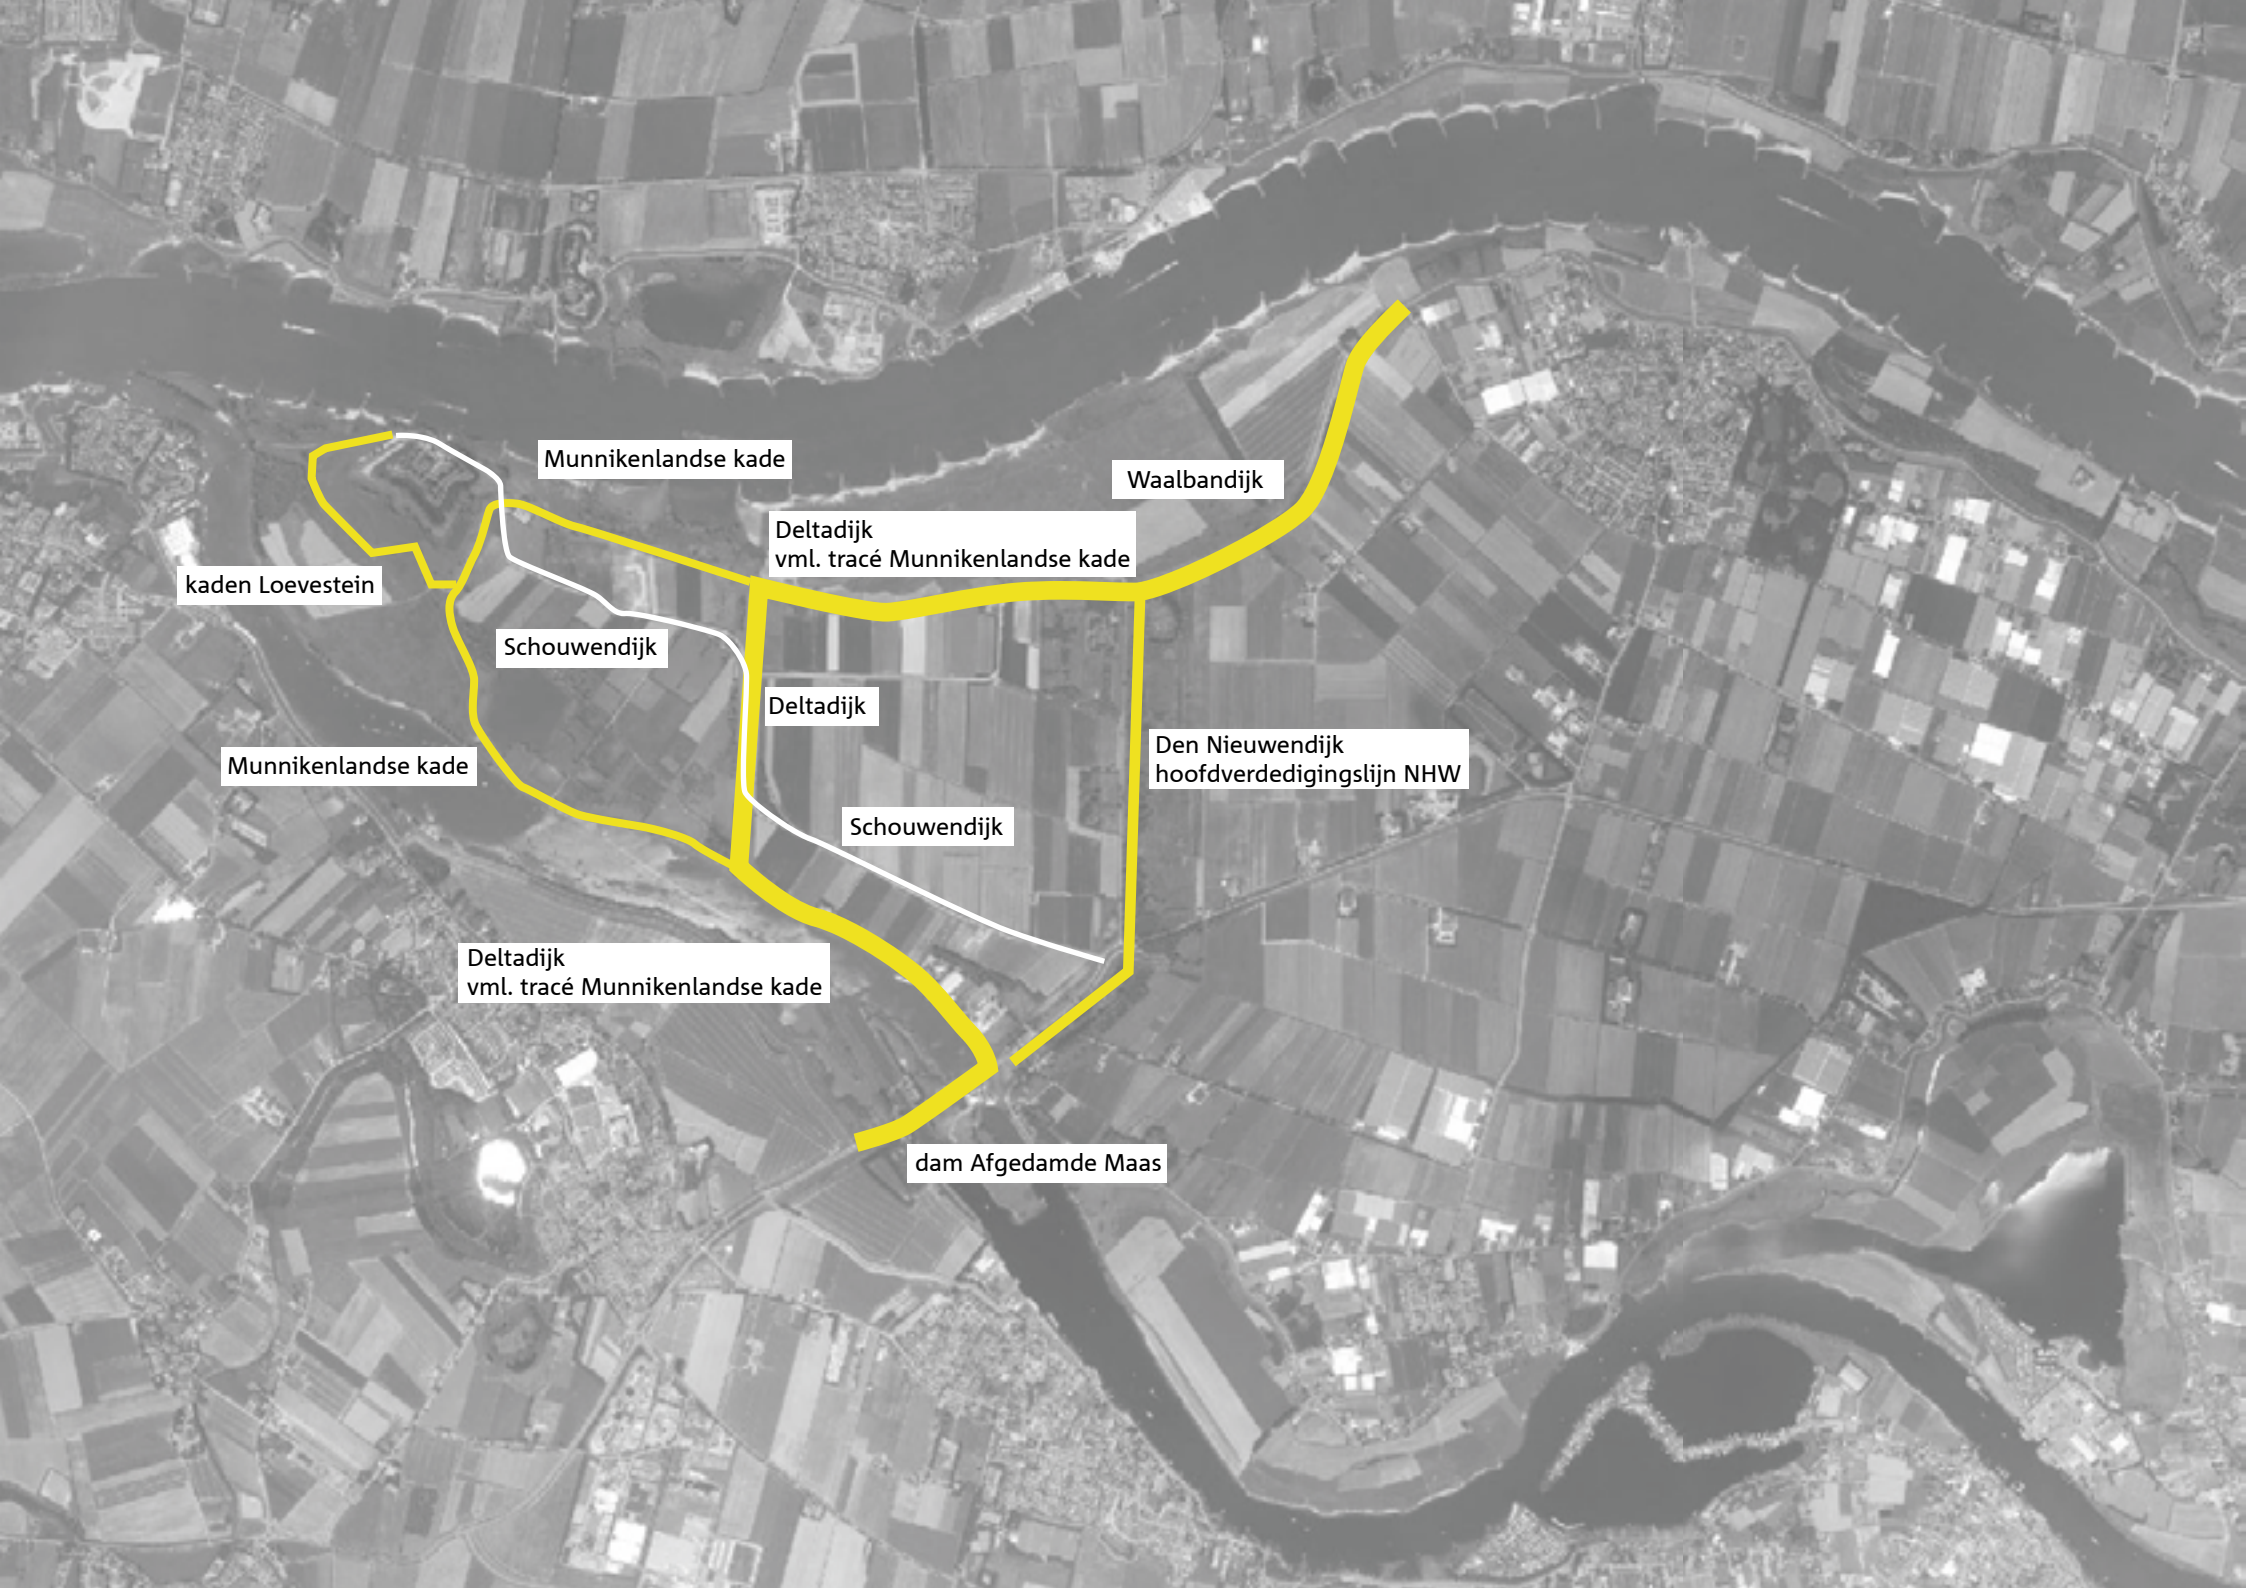 Munnikenlandse kade
Waalbandijk
Deltadijk
vml. tracé Munnikenlandse kade
kaden Loevestein
Schouwendijk
Deltadijk
Den Nieuwendijk
hoofdverdedigingslijn NHW
Munnikenlandse kade
Schouwendijk
Deltadijk
vml. tracé Munnikenlandse kade
dam Afgedamde Maas